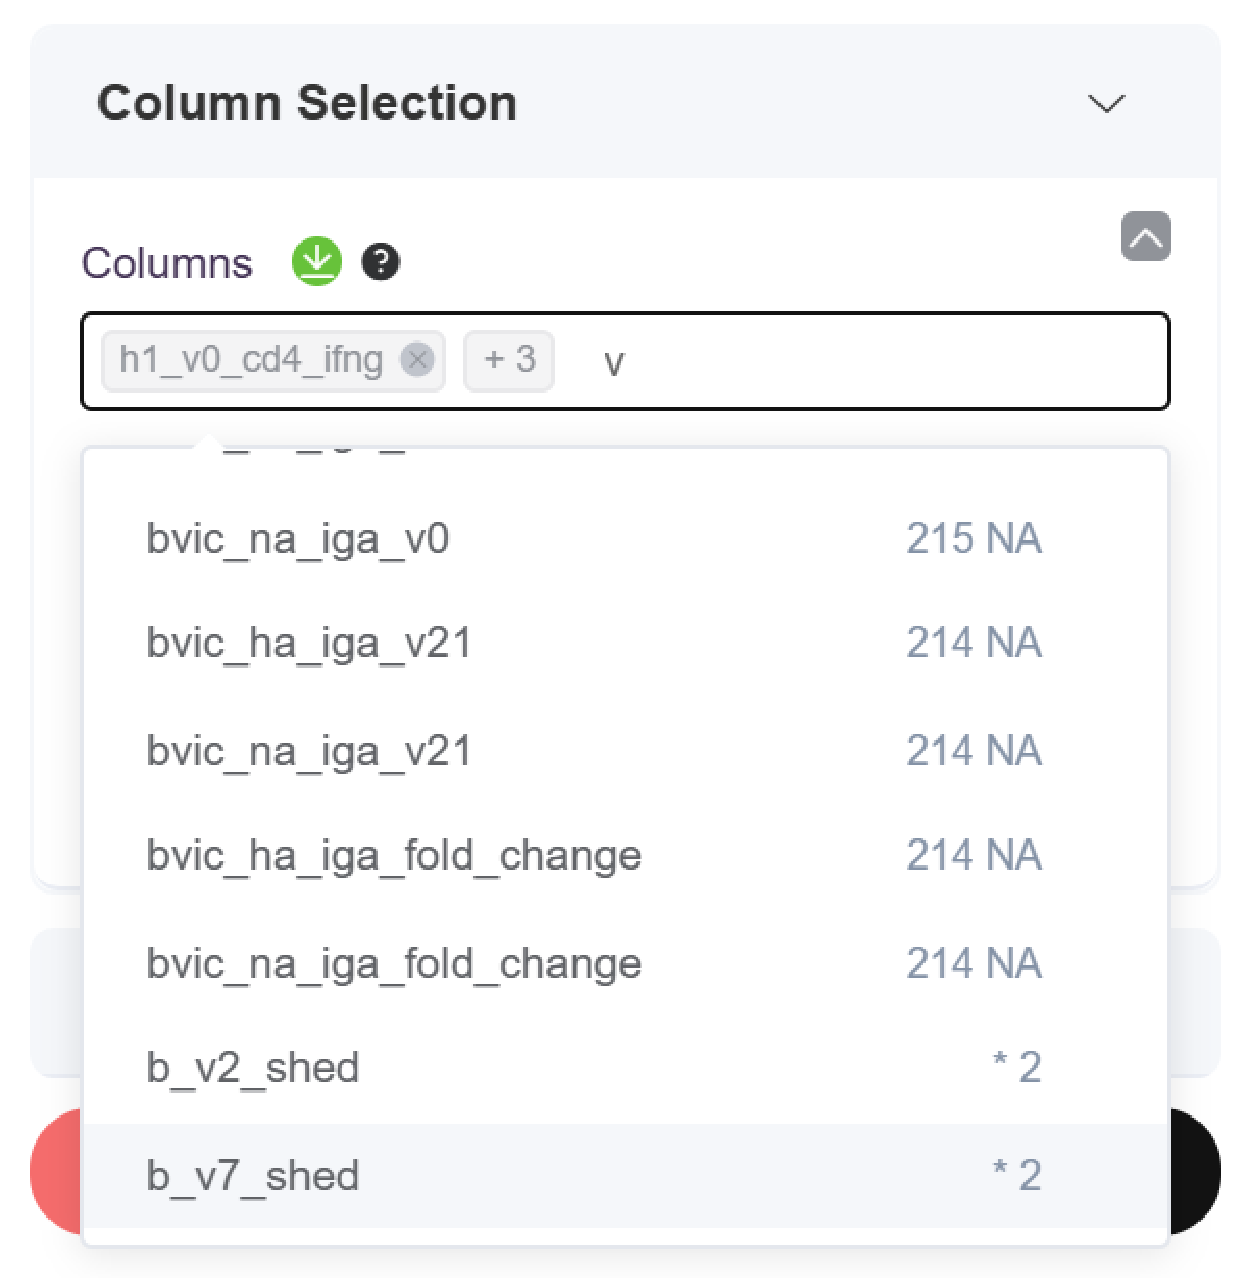 Column Selection
Columns ?
h1_v0_cd4_ifng + 3 v
bvic_na_iga_v0 215 NA
bvic_ha_iga_v21 214 NA
bvic_na_iga_v21 214 NA
bvic_ha_iga_fold_change 214 NA
bvic_na_iga_fold_change 214 NA
b_v2_shed * 2
b_v7_shed * 2